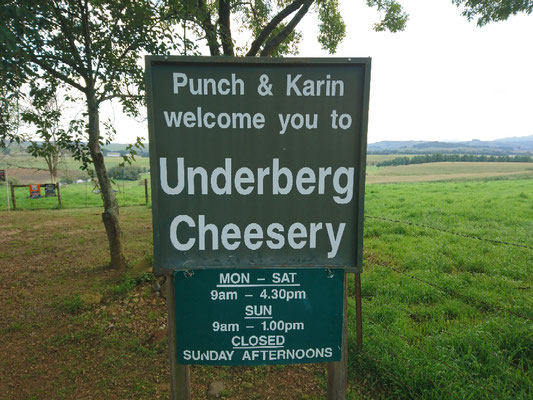 Punch & Karin
welcome you to
Underberg
Cheesery
MON – SAT
9am – 4.30pm
SUN
9am – 1.00pm
CLOSED
SUNDAY AFTERNOONS